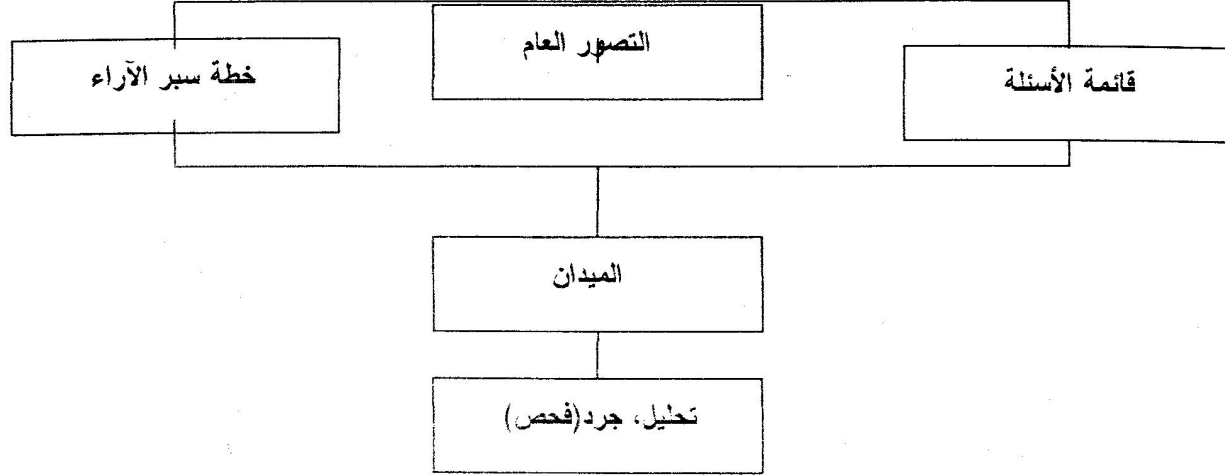 التصور العام
قائمة الأسئلة
خطة سبر الآراء
الميدان
تحليل، جرد(فحص)